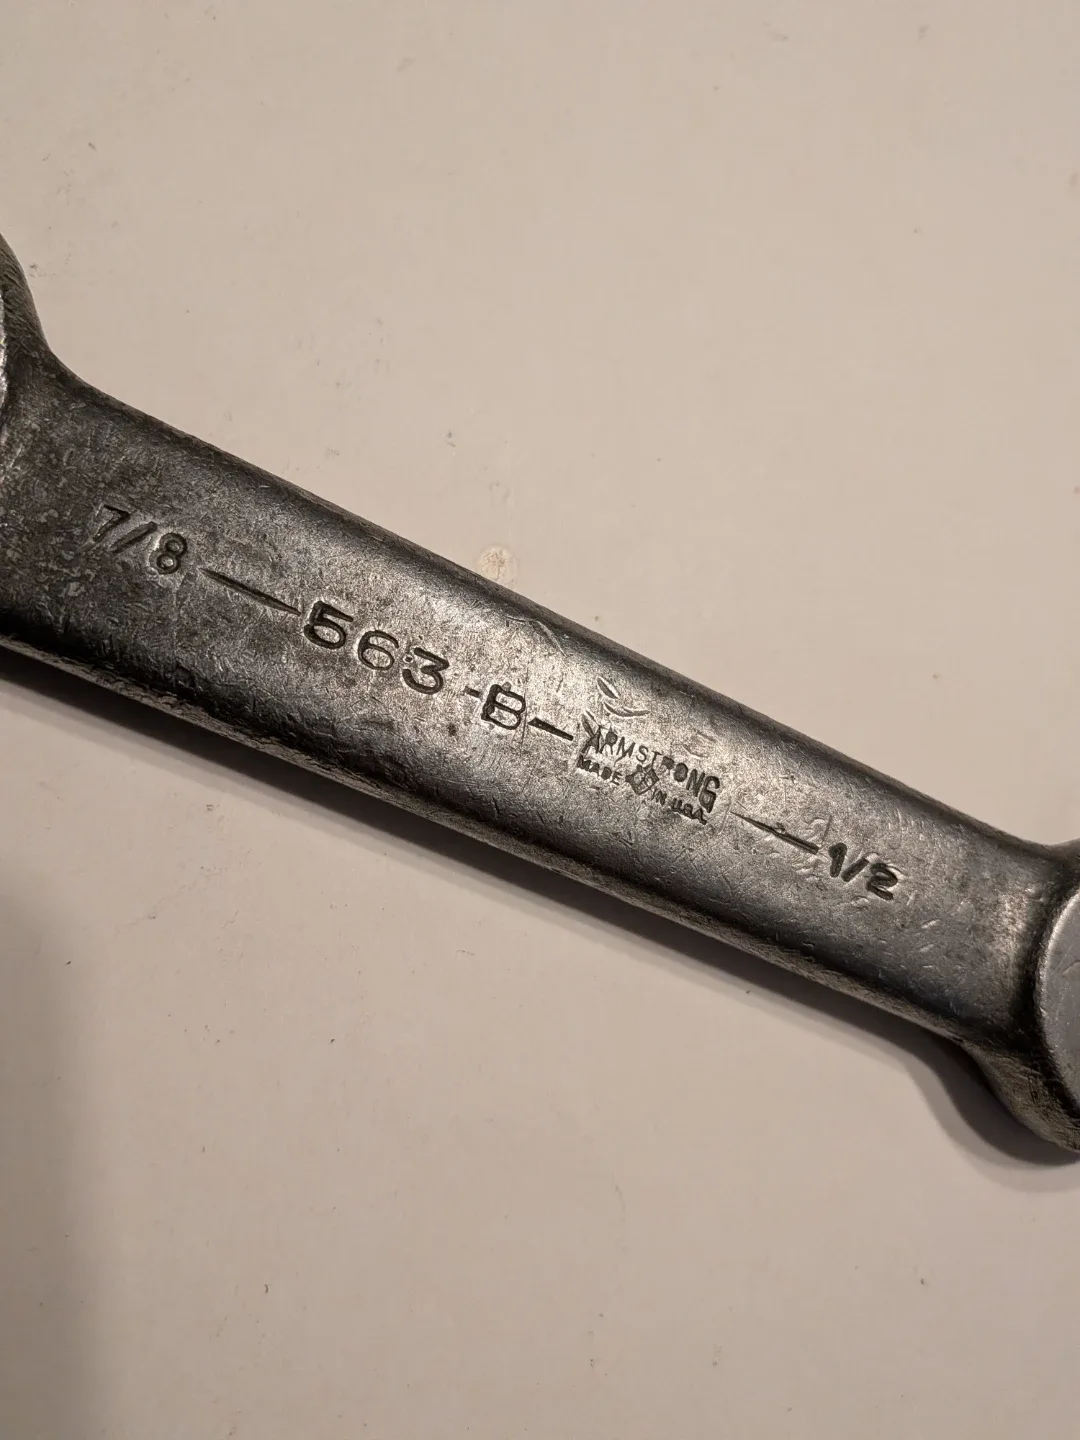 7/8 — 563-B — ARMSTRONG — 1/2
MADE IN U.S.A.